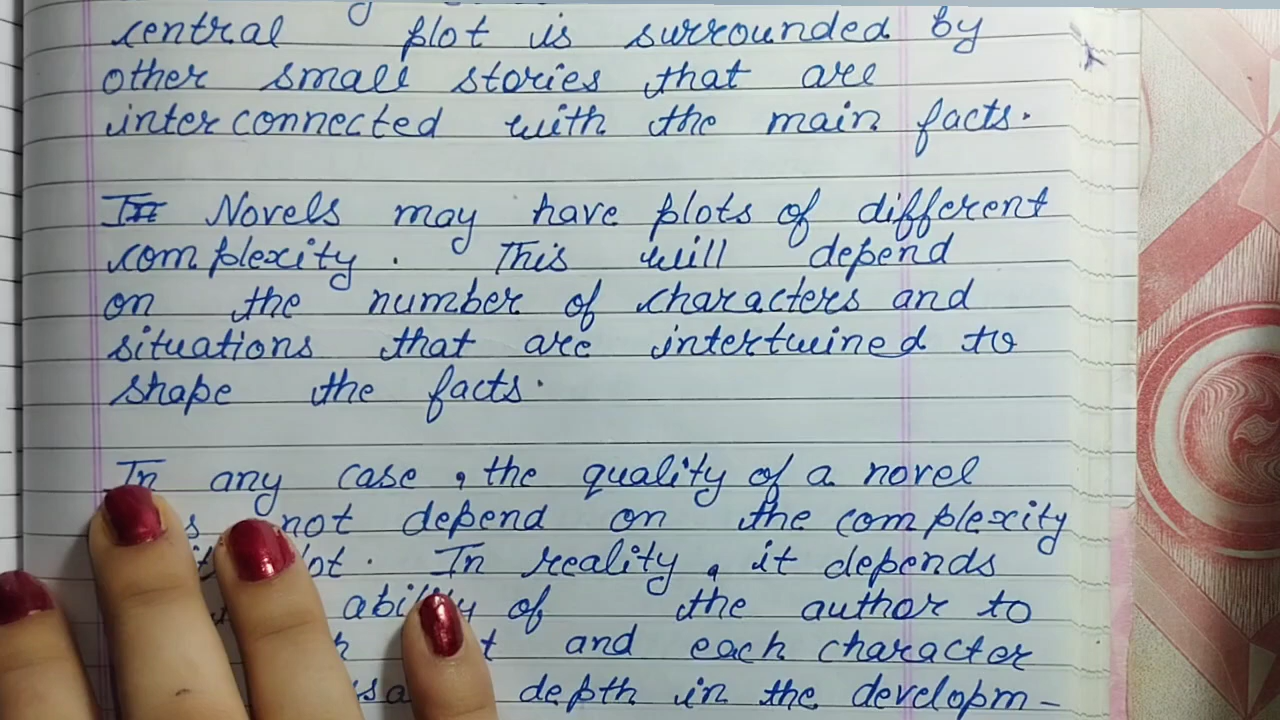 central plot is surrounded by
other small stories that are
interconnected with the main facts.
Novels may have plots of different
complexity. This will depend
on the number of characters and
situations that are intertwined to
shape the facts.
In any case, the quality of a novel
not depend on the complexity
In reality, it depends
ability of the author to
and each character
depth in the developm-